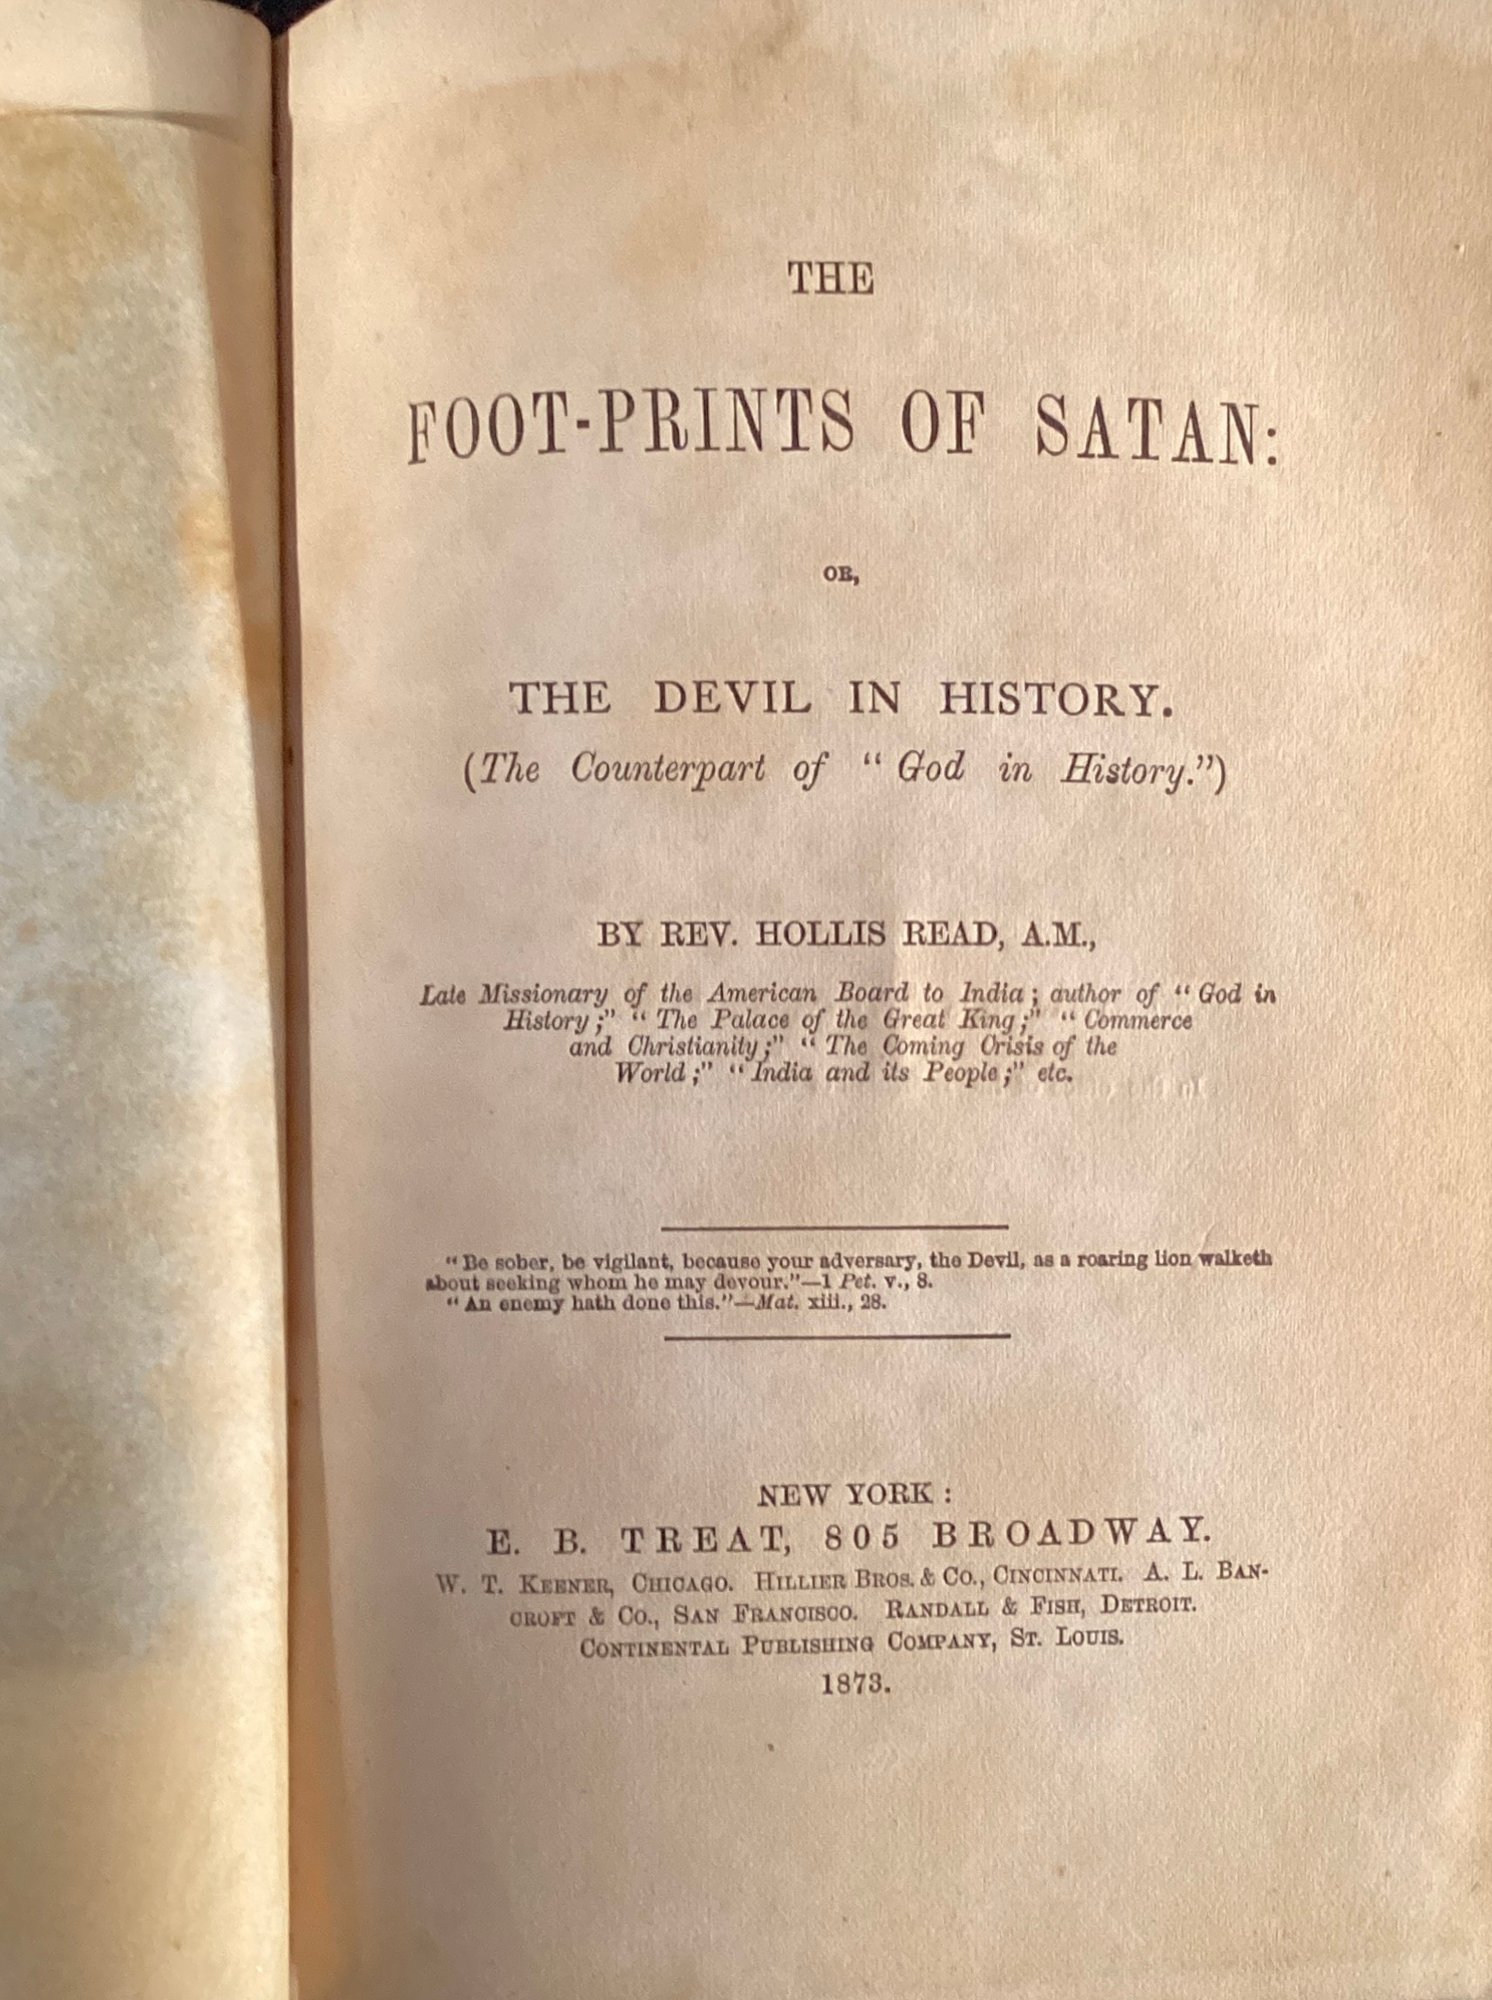 THE
FOOT-PRINTS OF SATAN:
OR,
THE DEVIL IN HISTORY.
(The Counterpart of “God in History.”)
BY REV. HOLLIS READ, A.M.,
Late Missionary of the American Board to India; author of “God in
History;” “The Palace of the Great King;” “Commerce
and Christianity;” “The Coming Crisis of the
World;” “India and its People;” etc.
“Be sober, be vigilant, because your adversary, the Devil, as a roaring lion walketh
about seeking whom he may devour.”—1 Pet. v., 8.
“An enemy hath done this.”—Mat. xiii., 28.
NEW YORK:
E. B. TREAT, 805 BROADWAY.
W. T. KEENER, CHICAGO. HILLIER BROS. & CO., CINCINNATI. A. L. BAN-
CROFT & CO., SAN FRANCISCO. RANDALL & FISH, DETROIT.
CONTINENTAL PUBLISHING COMPANY, ST. LOUIS.
1873.